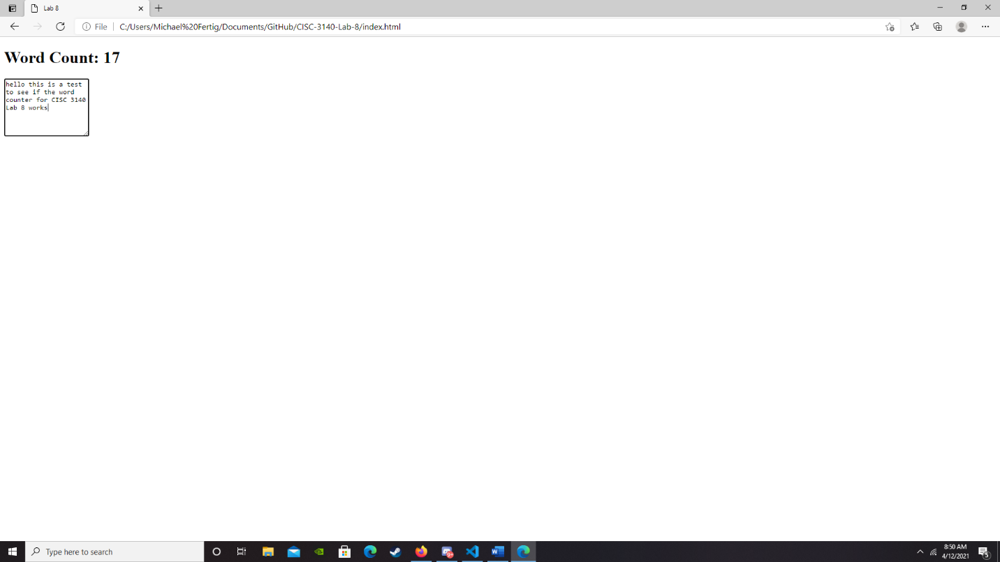 Lab 8
File
C:/Users/Michael%20Fertig/Documents/GitHub/CISC-3140-Lab-8/index.html
Word Count: 17
hello this is a test
to see if the word
counter for CISC 3140
Lab 8 works
Type here to search
9+
W
8:50 AM
4/12/2021
5